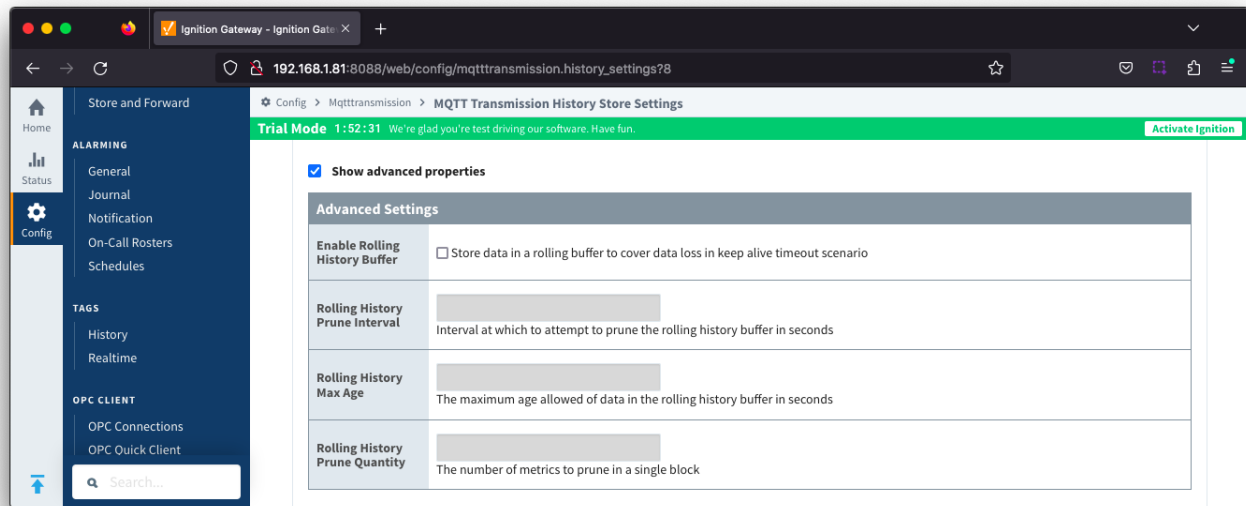 Ignition Gateway - Ignition Gate
192.168.1.81:8088/web/config/mqtttransmission.history_settings?8
Home
Status
Config
Store and Forward
ALARMING
General
Journal
Notification
On-Call Rosters
Schedules
TAGS
History
Realtime
OPC CLIENT
OPC Connections
OPC Quick Client
Search...
Config > Mqtttransmission > MQTT Transmission History Store Settings
Trial Mode 1:52:31 We're glad you're test driving our software. Have fun.
Activate Ignition
Show advanced properties
Advanced Settings
Enable Rolling
History Buffer
Store data in a rolling buffer to cover data loss in keep alive timeout scenario
Rolling History
Prune Interval
Interval at which to attempt to prune the rolling history buffer in seconds
Rolling History
Max Age
The maximum age allowed of data in the rolling history buffer in seconds
Rolling History
Prune Quantity
The number of metrics to prune in a single block